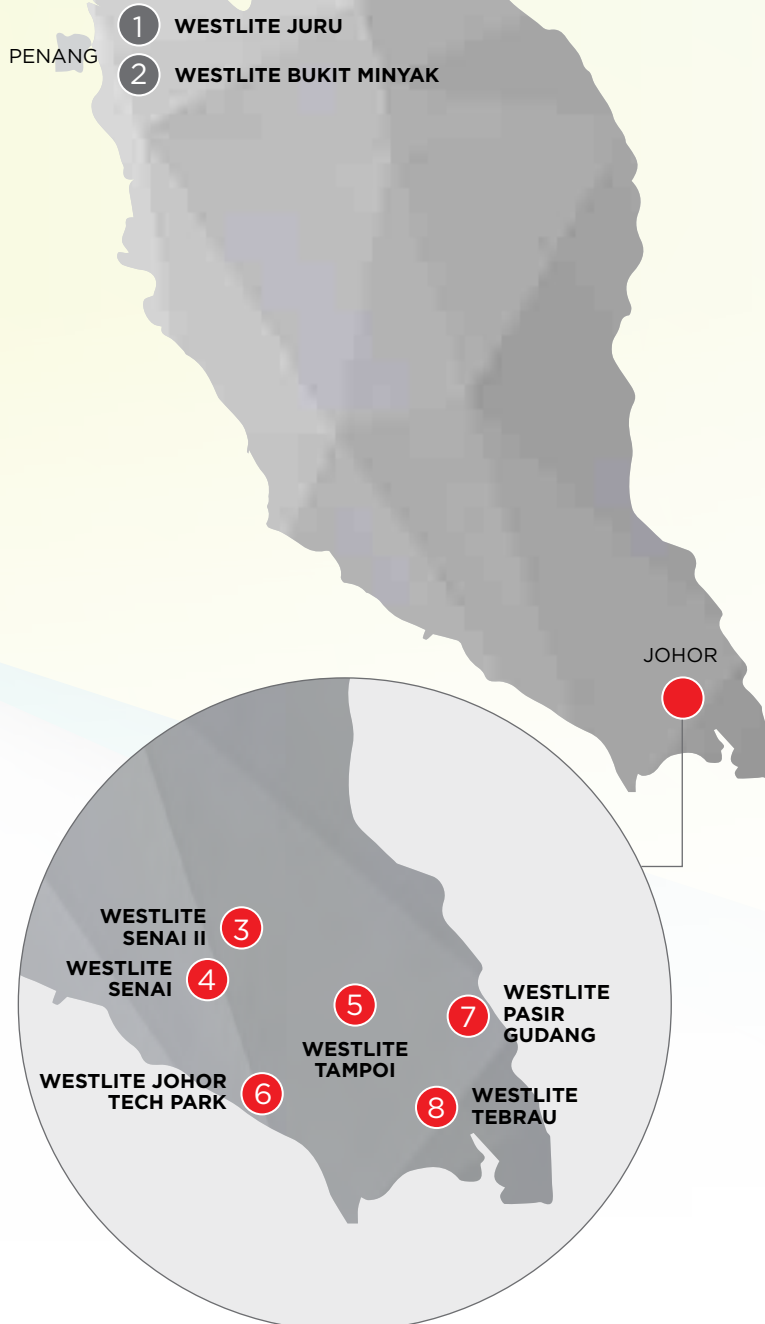 1 WESTLITE JURU
PENANG
2 WESTLITE BUKIT MINYAK
JOHOR
WESTLITE
SENAI II
3
WESTLITE
SENAI
4
5
WESTLITE
TAMPOI
7
WESTLITE
PASIR
GUDANG
WESTLITE JOHOR
TECH PARK
6
8
WESTLITE
TEBRAU